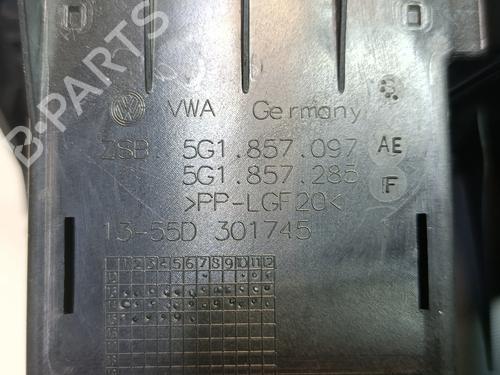 B-PARTS
VWA Germany
ZSB 5G1.857.097 AE
5G1.857.285 F
>PP-LGF20<
13-55D 301745
1 2 3 4 5 6 7 8 9 10 11 12